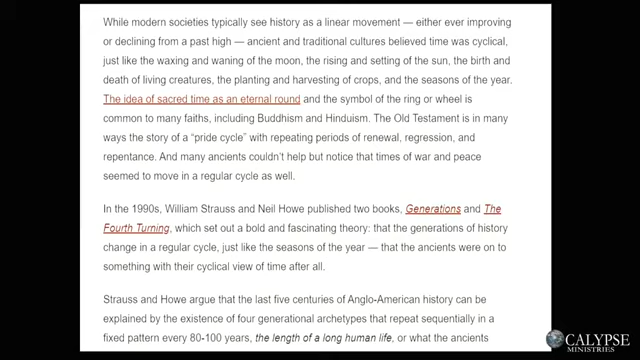 While modern societies typically see history as a linear movement — either ever improving
or declining from a past high — ancient and traditional cultures believed time was cyclical,
just like the waxing and waning of the moon, the rising and setting of the sun, the birth and
death of living creatures, the planting and harvesting of crops, and the seasons of the year.
The idea of sacred time as an eternal round and the symbol of the ring or wheel is
common to many faiths, including Buddhism and Hinduism. The Old Testament is in many
ways the story of a “pride cycle” with repeating periods of renewal, regression, and
repentance. And many ancients couldn’t help but notice that times of war and peace
seemed to move in a regular cycle as well.
In the 1990s, William Strauss and Neil Howe published two books, Generations and The
Fourth Turning, which set out a bold and fascinating theory: that the generations of history
change in a regular cycle, just like the seasons of the year — that the ancients were on to
something with their cyclical view of time after all.
Strauss and Howe argue that the last five centuries of Anglo-American history can be
explained by the existence of four generational archetypes that repeat sequentially in a
fixed pattern every 80-100 years, the length of a long human life, or what the ancients
CALYPSE
MINISTRIES